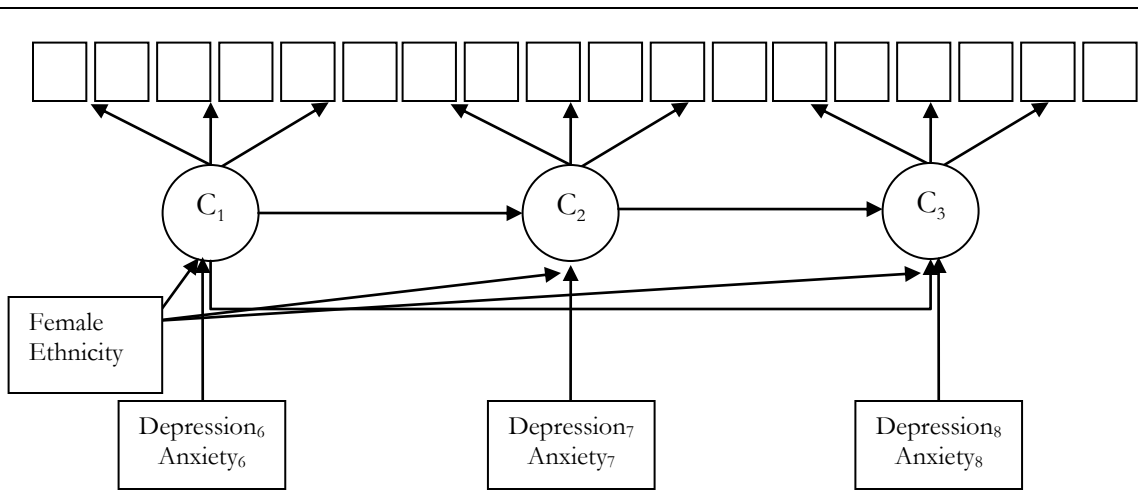 C₁
C₂
C₃
Female
Ethnicity
Depression₆
Anxiety₆
Depression₇
Anxiety₇
Depression₈
Anxiety₈